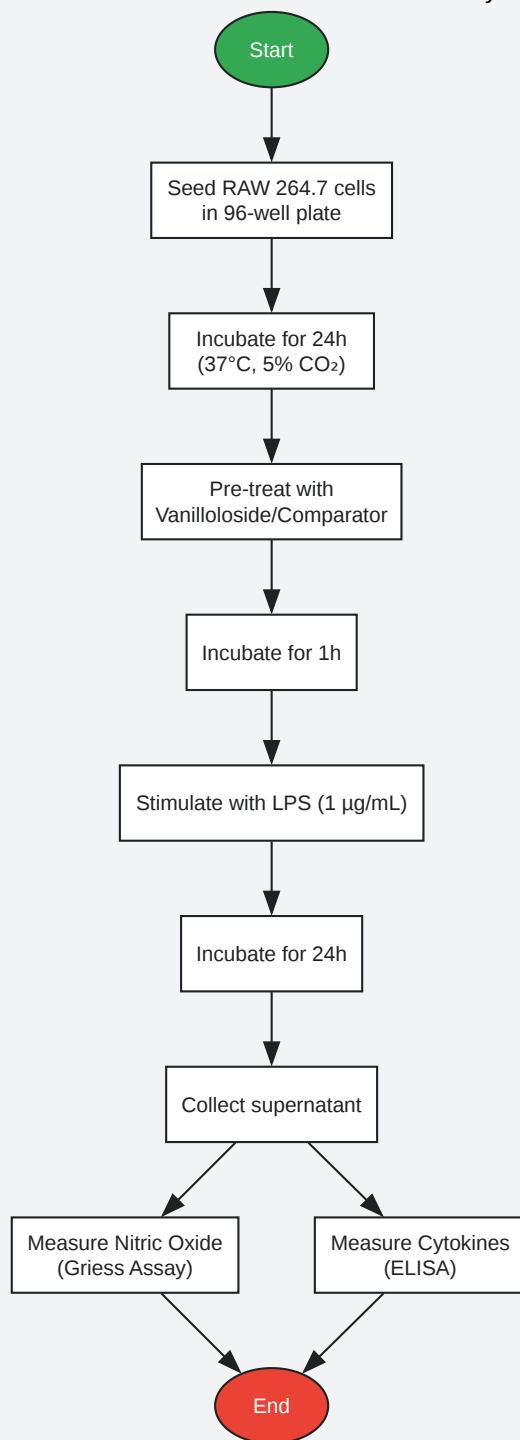 Start
Seed RAW 264.7 cells
in 96-well plate
Incubate for 24h
(37°C, 5% CO₂)
Pre-treat with
Vanilloloside/Comparator
Incubate for 1h
Stimulate with LPS (1 µg/mL)
Incubate for 24h
Collect supernatant
Measure Nitric Oxide
(Griess Assay)
Measure Cytokines
(ELISA)
End